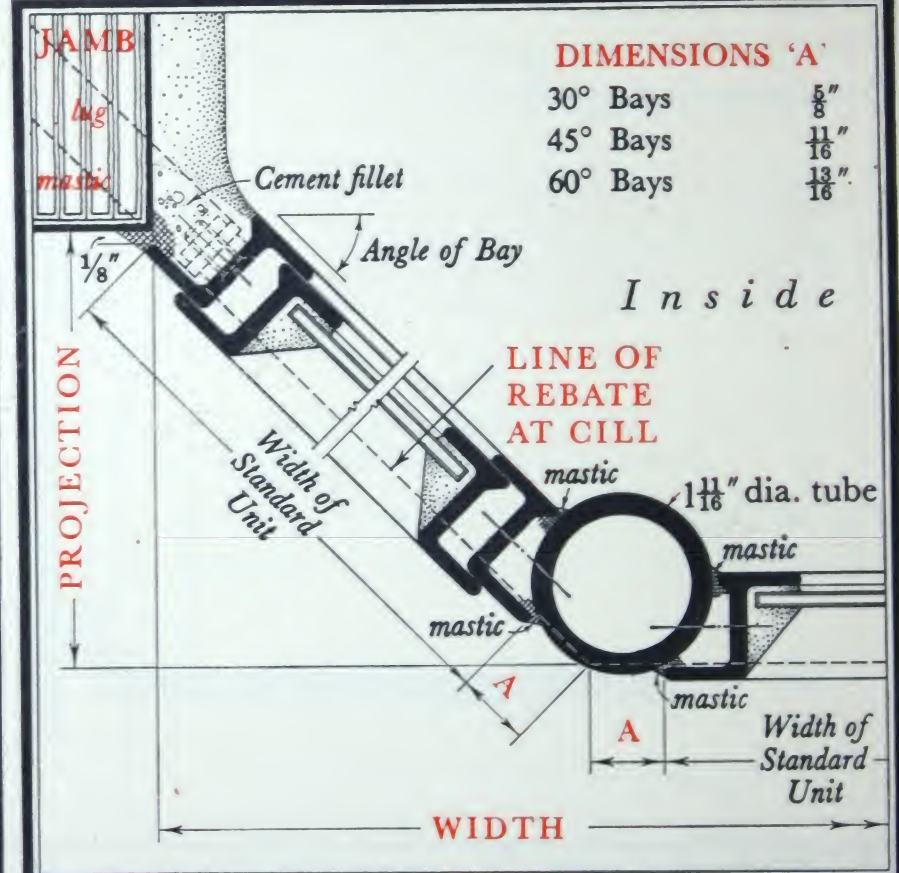 JAMB
lug
mastic
DIMENSIONS ‘A’
30° Bays 5/8"
45° Bays 11/16"
60° Bays 13/16"
Cement fillet
Angle of Bay
1/8"
Inside
PROJECTION
LINE OF
REBATE
AT CILL
Width of
Standard
Unit
mastic
1 11/16" dia. tube
mastic
mastic
A
mastic
A
Width of
Standard
Unit
WIDTH